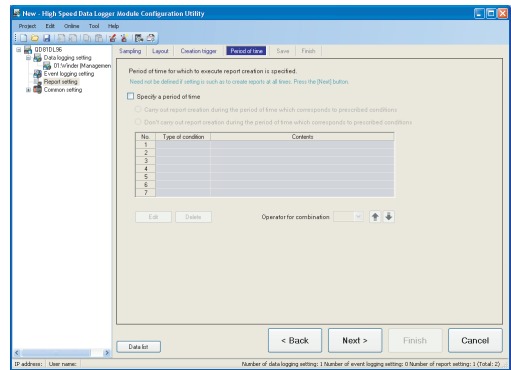 New - High Speed Data Logger Module Configuration Utility
Project Edit Online Tool Help
QD81DL96
Data logging setting
01:Winder (Managemen
Event logging setting
Report setting
Common setting
Sampling Layout Creation trigger Period of time Save Finish
Period of time for which to execute report creation is specified.
Need not be defined if setting is such as to create reports at all times. Press the [Next] button.
Specify a period of time
Carry out report creation during the period of time which corresponds to prescribed conditions
Don't carry out report creation during the period of time which corresponds to prescribed conditions
No. Type of condition Contents
1
2
3
4
5
6
7
Edit Delete Operator for combination
Data list < Back Next > Finish Cancel
IP address: User name: Number of data logging setting: 1 Number of event logging setting: 0 Number of report setting: 1 (Total: 2)